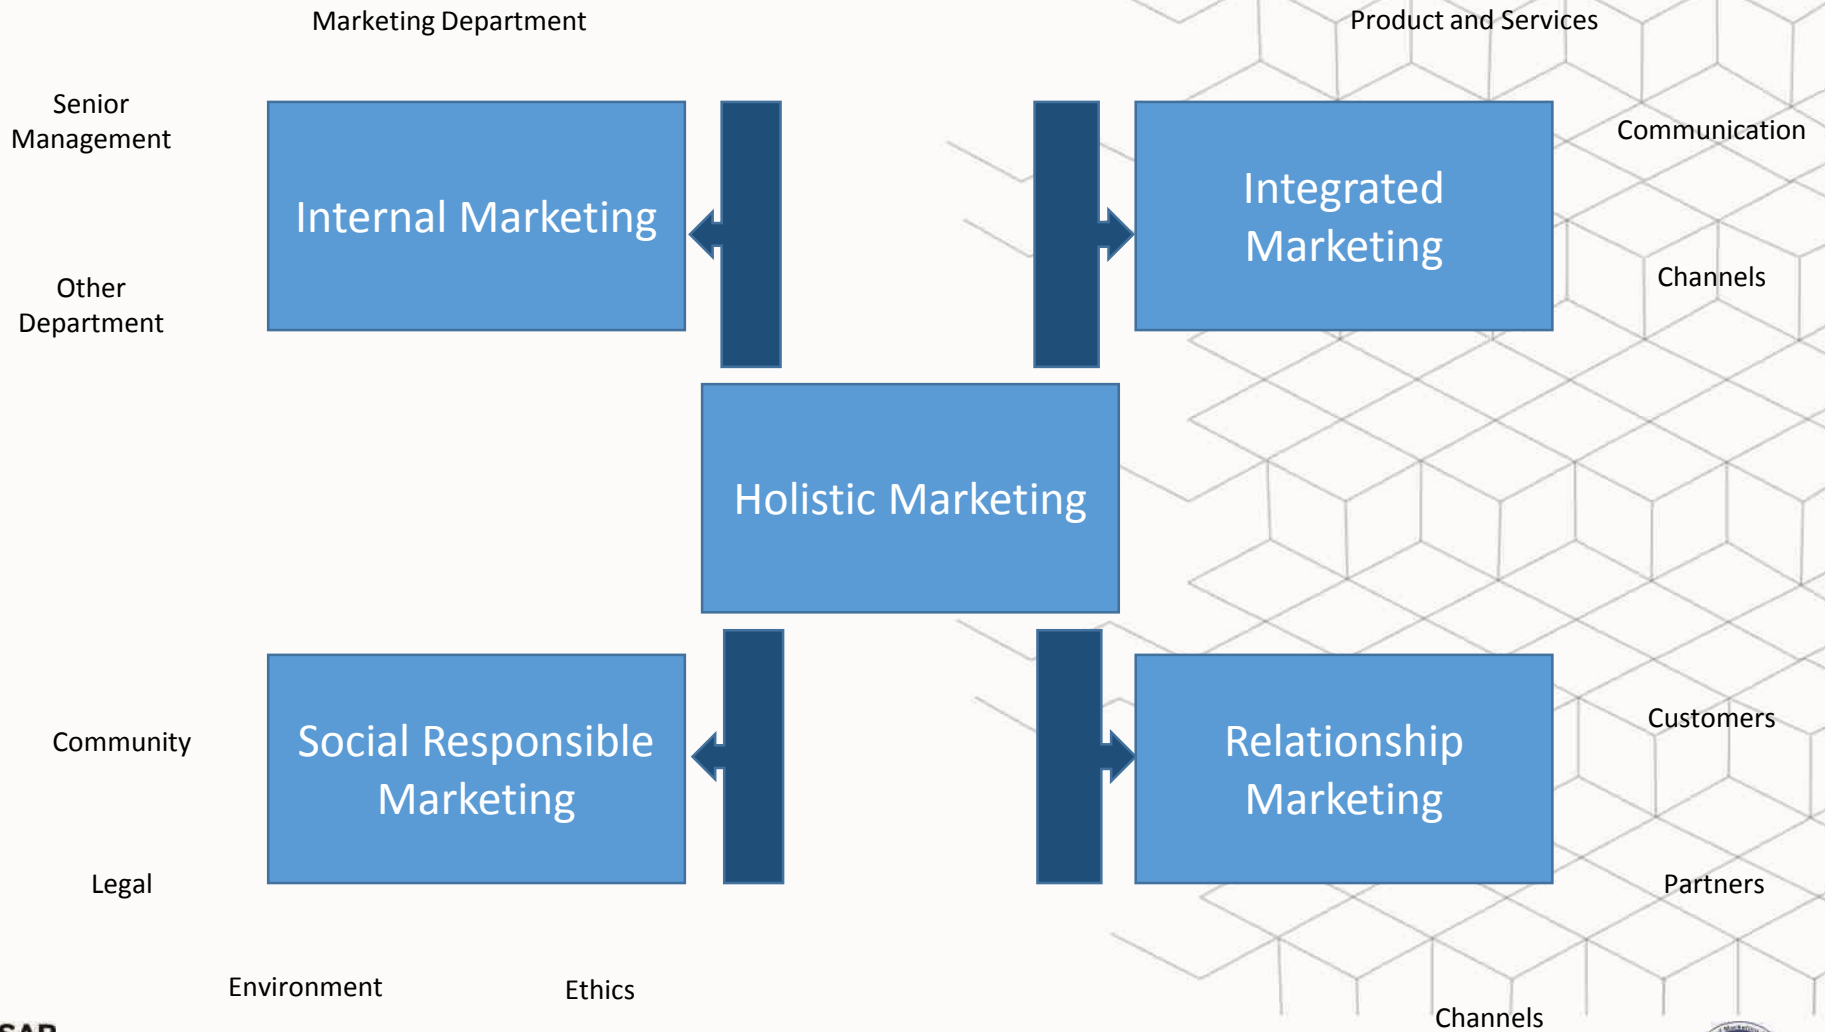 Marketing Department
Product and Services
Senior
Management
Communication
Internal Marketing
Integrated
Marketing
Other
Department
Channels
Holistic Marketing
Community
Social Responsible
Marketing
Relationship
Marketing
Customers
Legal
Partners
Environment
Ethics
Channels